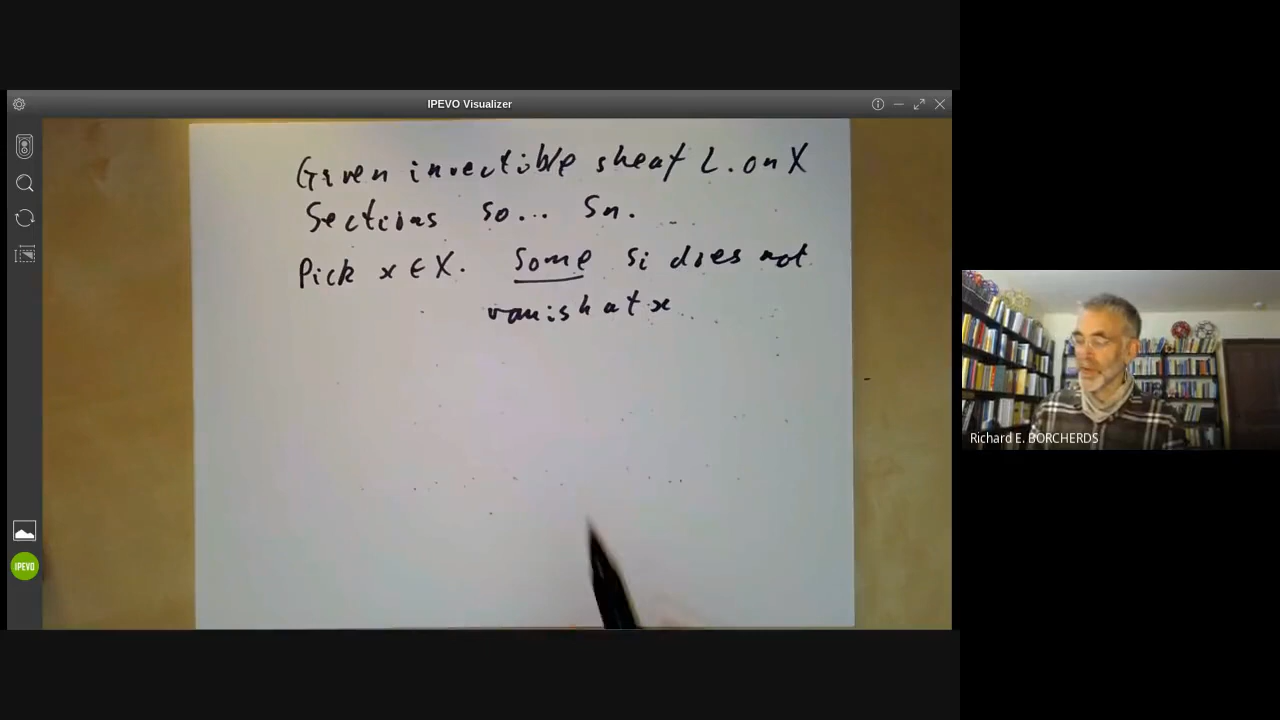 IPEVO Visualizer
Given invertible sheaf L. on X
Sections s0... sn.
Pick x ∈ X. some si does not
vanish at x
IPEVO
Richard E. BORCHERDS